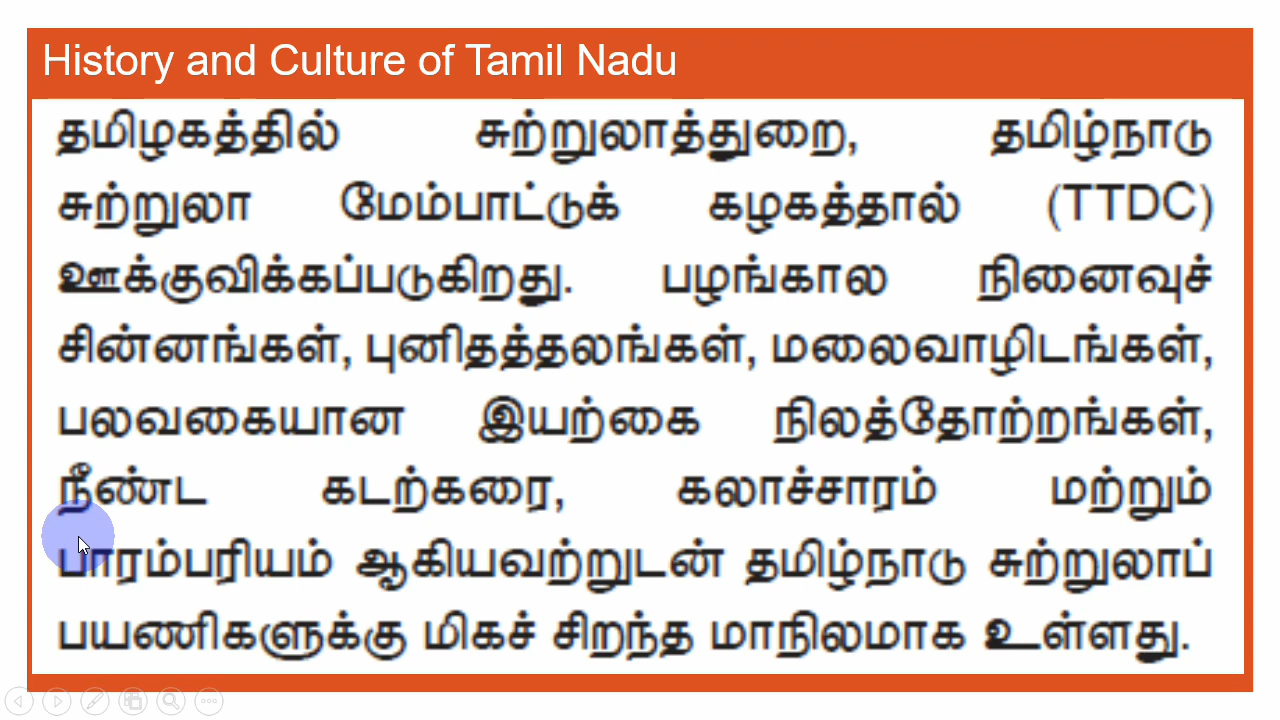 History and Culture of Tamil Nadu
தமிழகத்தில் சுற்றுலாத்துறை, தமிழ்நாடு
சுற்றுலா மேம்பாட்டுக் கழகத்தால் (TTDC)
ஊக்குவிக்கப்படுகிறது. பழங்கால நினைவுச்
சின்னங்கள், புனிதத்தலங்கள், மலைவாழிடங்கள்,
பலவகையான இயற்கை நிலத்தோற்றங்கள்,
நீண்ட கடற்கரை, கலாச்சாரம் மற்றும்
பாரம்பரியம் ஆகியவற்றுடன் தமிழ்நாடு சுற்றுலாப்
பயணிகளுக்கு மிகச் சிறந்த மாநிலமாக உள்ளது.